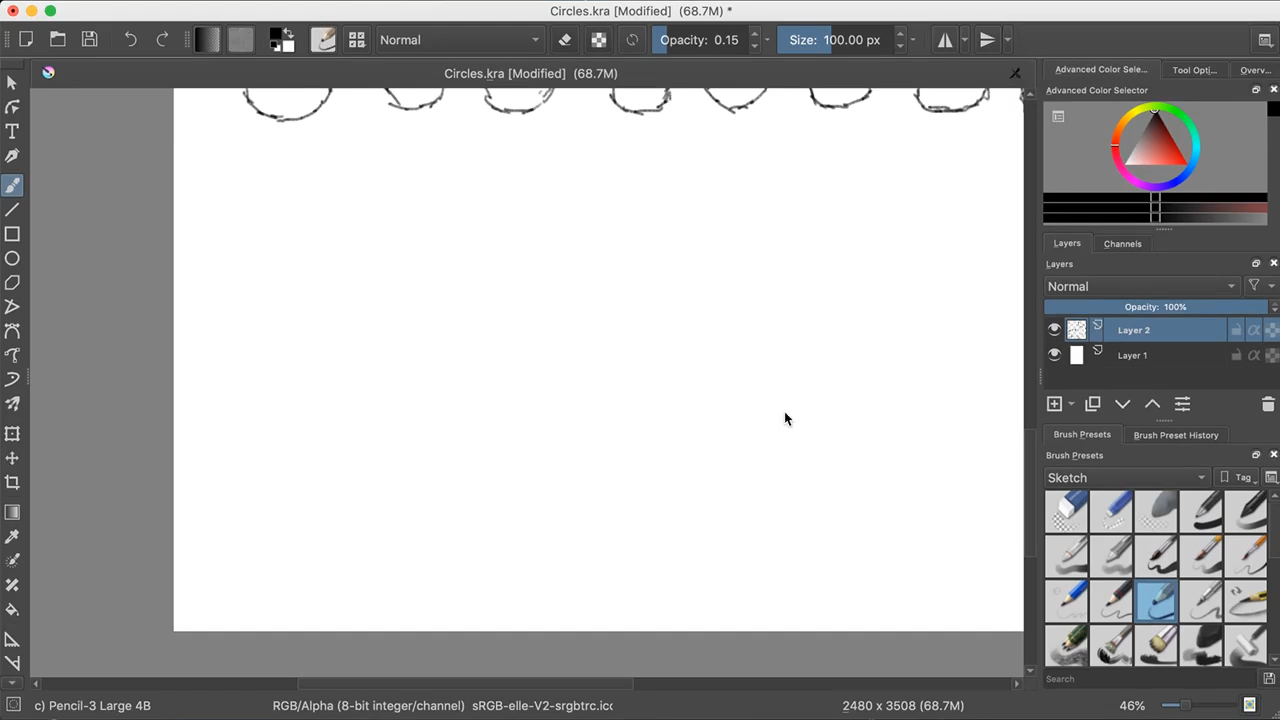 Circles.kra [Modified]  (68.7M) *
Normal
Opacity: 0.15
Size: 100.00 px
Circles.kra [Modified]  (68.7M)
Advanced Color Sele...
Tool Opti...
Overv...
Advanced Color Selector
Layers
Channels
Layers
Normal
Opacity: 100%
Layer 2
Layer 1
Brush Presets
Brush Preset History
Brush Presets
Sketch
Tag
Search
c) Pencil-3 Large 4B
RGB/Alpha (8-bit integer/channel)  sRGB-elle-V2-srgbtrc.icc
2480 x 3508 (68.7M)
46%